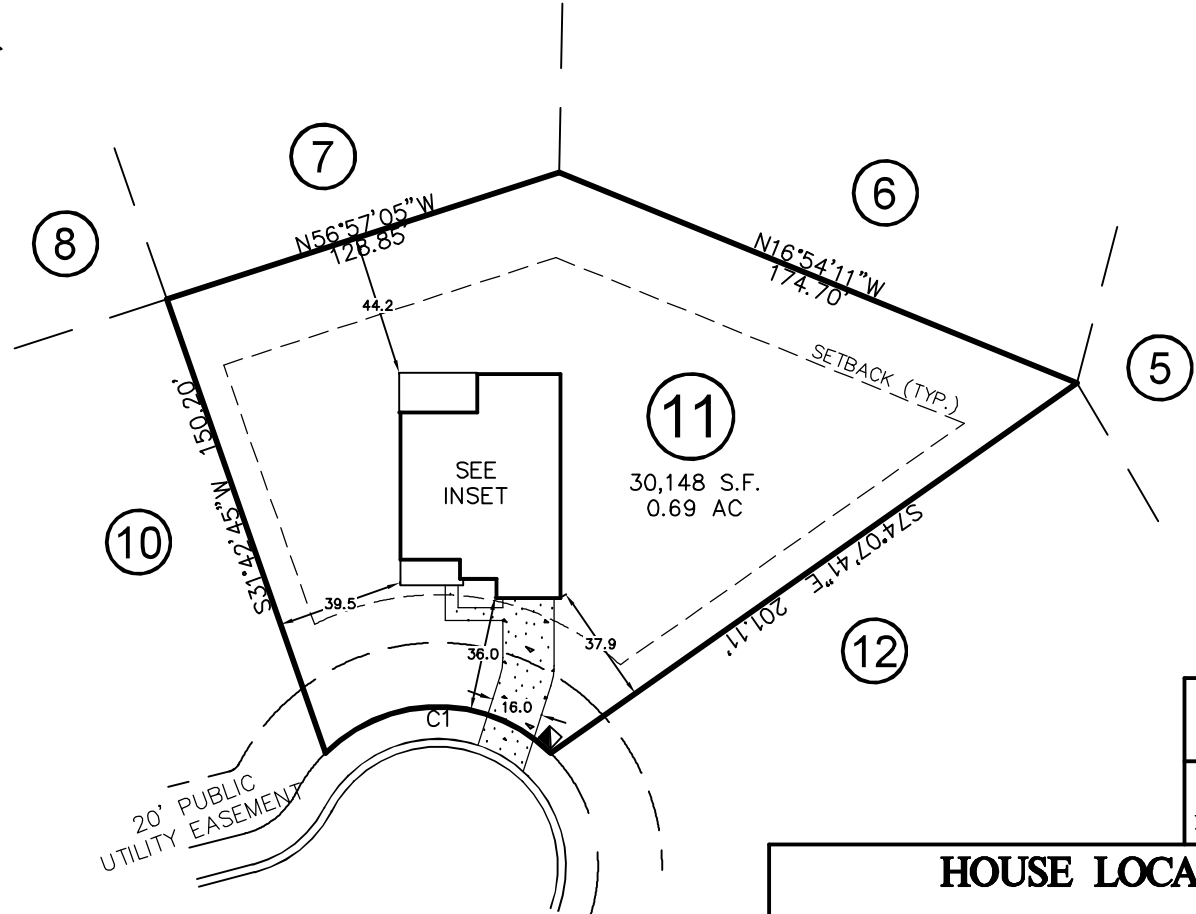 7
6
8
N56°57'05"W
128.85'
N16°54'11"W
174.70'
44.2
SETBACK (TYP.)
5
150.20'
S31°42'45"W
11
30,148 S.F.
0.69 AC
SEE
INSET
10
S74°07'41"E
201.11'
39.5
36.0
37.9
12
16.0
C1
20' PUBLIC
UTILITY EASEMENT
HOUSE LOCA